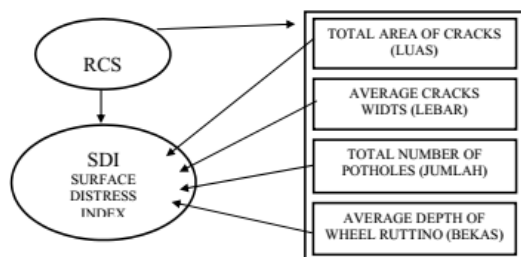 RCS
SDI
SURFACE
DISTRESS
INDEX
TOTAL AREA OF CRACKS
(LUAS)
AVERAGE CRACKS
WIDTS (LEBAR)
TOTAL NUMBER OF
POTHOLES (JUMLAH)
AVERAGE DEPTH OF
WHEEL RUTTINO (BEKAS)